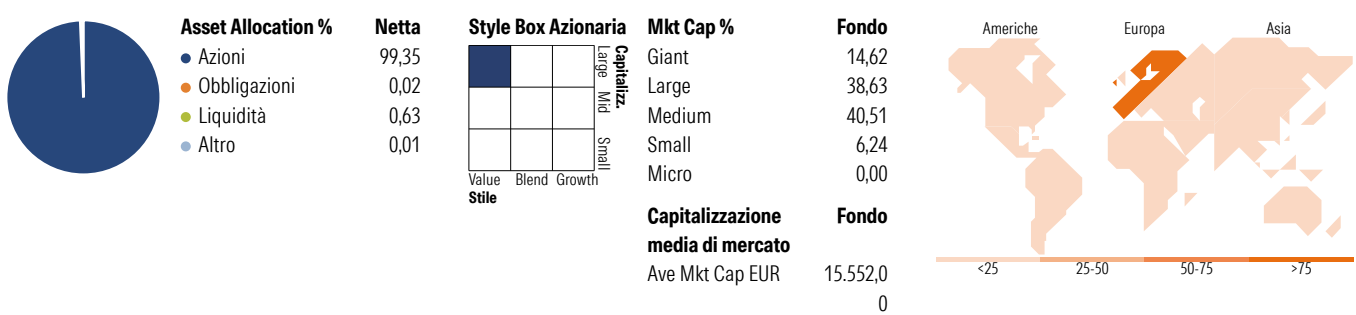 Asset Allocation % Netta
Azioni 99,35
Obbligazioni 0,02
Liquidità 0,63
Altro 0,01
Style Box Azionaria
Capitalizz.
Large Mid Small
Value Blend Growth
Stile
Mkt Cap % Fondo
Giant 14,62
Large 38,63
Medium 40,51
Small 6,24
Micro 0,00
Capitalizzazione Fondo
media di mercato
Ave Mkt Cap EUR 15.552,0
0
Americhe Europa Asia
<25 25-50 50-75 >75